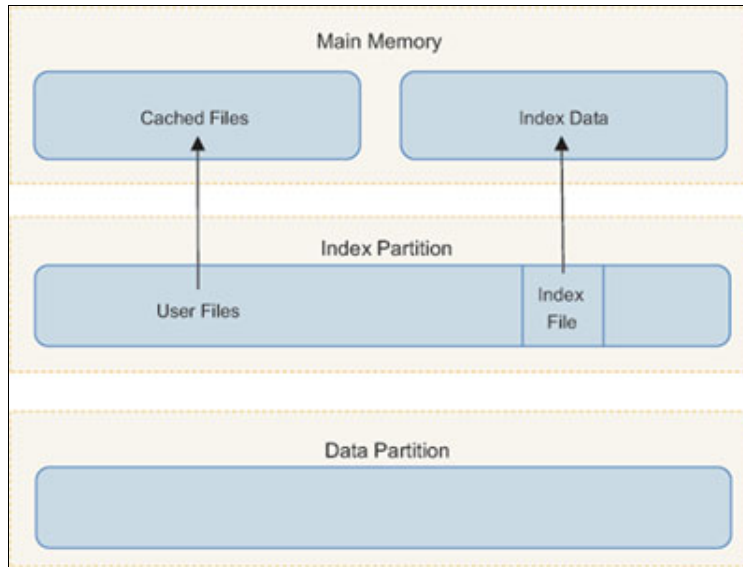 Main Memory
Cached Files
Index Data
Index Partition
User Files
Index
File
Data Partition